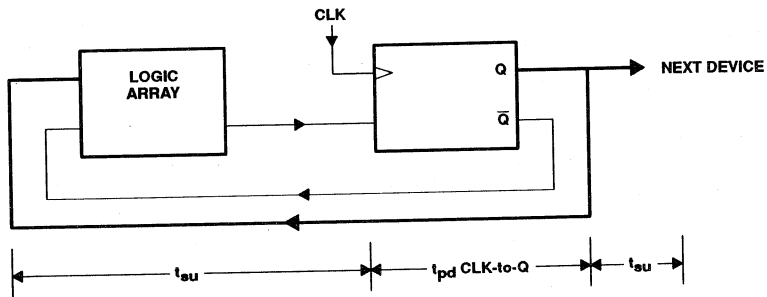 CLK
LOGIC
ARRAY
Q
NEXT DEVICE
Q̅
tsu
tpd CLK-to-Q
tsu